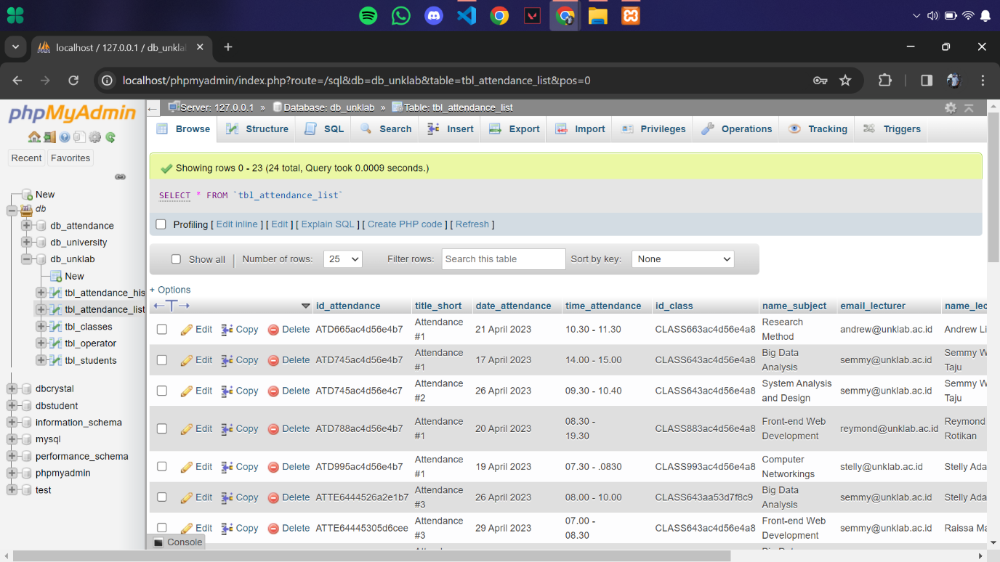 localhost / 127.0.0.1 / db_unkla
localhost/phpmyadmin/index.php?route=/sql&db=db_unklab&table=tbl_attendance_list&pos=0
phpMyAdmin
Recent
Favorites
New
db
db_attendance
db_university
db_unklab
New
tbl_attendance_his
tbl_attendance_list
tbl_classes
tbl_operator
tbl_students
dbcrystal
dbstudent
information_schema
mysql
performance_schema
phpmyadmin
test
Server: 127.0.0.1 » Database: db_unklab » Table: tbl_attendance_list
Browse Structure SQL Search Insert Export Import Privileges Operations Tracking Triggers
Showing rows 0 - 23 (24 total, Query took 0.0009 seconds.)
SELECT * FROM `tbl_attendance_list`
Profiling [ Edit inline ] [ Edit ] [ Explain SQL ] [ Create PHP code ] [ Refresh ]
Show all Number of rows: 25 Filter rows: Search this table Sort by key: None
+ Options
←T→ id_attendance title_short date_attendance time_attendance id_class name_subject email_lecturer name_lec
Edit Copy Delete ATD665ac4d56e4b7 Attendance #1 21 April 2023 10.30 - 11.30 CLASS663ac4d56e4a8 Research Method andrew@unklab.ac.id Andrew Li
Edit Copy Delete ATD745ac4d56e4b7 Attendance #1 17 April 2023 14.00 - 15.00 CLASS643ac4d56e4a8 Big Data Analysis semmy@unklab.ac.id Semmy W Taju
Edit Copy Delete ATD745ac4d56e4c7 Attendance #2 26 April 2023 09.30 - 10.40 CLASS643ac4d56e4a8 System Analysis and Design semmy@unklab.ac.id Semmy W Taju
Edit Copy Delete ATD788ac4d56e4b7 Attendance #1 20 April 2023 08.30 - 19.30 CLASS883ac4d56e4a8 Front-end Web Development reymond@unklab.ac.id Reymond Rotikan
Edit Copy Delete ATD995ac4d56e4b7 Attendance #1 19 April 2023 07.30 - .0830 CLASS993ac4d56e4a8 Computer Networkings stelly@unklab.ac.id Stelly Ada
Edit Copy Delete ATTE6444526a2e1b7 Attendance #3 26 April 2023 08.00 - 10.00 CLASS643aa53d7f8c9 Big Data Analysis semmy@unklab.ac.id Stelly Ada
Edit Copy Delete ATTE64445305d6cee Attendance #3 29 April 2023 07.00 - 08.30 CLASS643ac4d56e4a8 Front-end Web Development semmy@unklab.ac.id Raissa Ma
Console